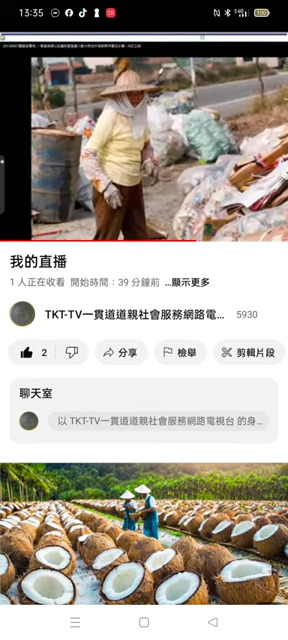 13:35
100
我的直播
1 人正在收看 開始時間：39 分鐘前 ...顯示更多
TKT-TV一貫道道親社會服務網路電... 5930
2 分享 檢舉 剪輯片段
聊天室
以 TKT-TV一貫道道親社會服務網路電視台 的身...